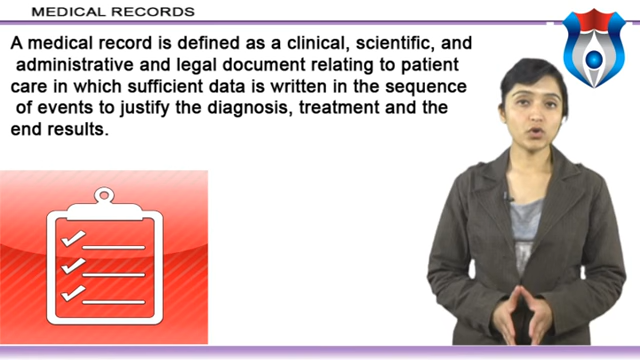 MEDICAL RECORDS
A medical record is defined as a clinical, scientific, and
administrative and legal document relating to patient
care in which sufficient data is written in the sequence
of events to justify the diagnosis, treatment and the
end results.